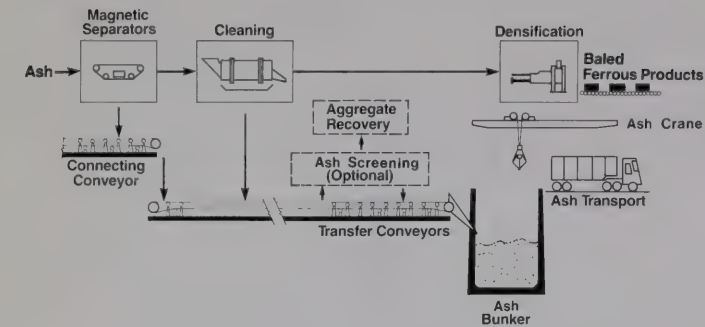 Magnetic
Separators
Cleaning
Densification
Ash
Baled
Ferrous Products
Aggregate
Recovery
Ash Crane
Connecting
Conveyor
Ash Screening
(Optional)
Ash Transport
Transfer Conveyors
Ash
Bunker